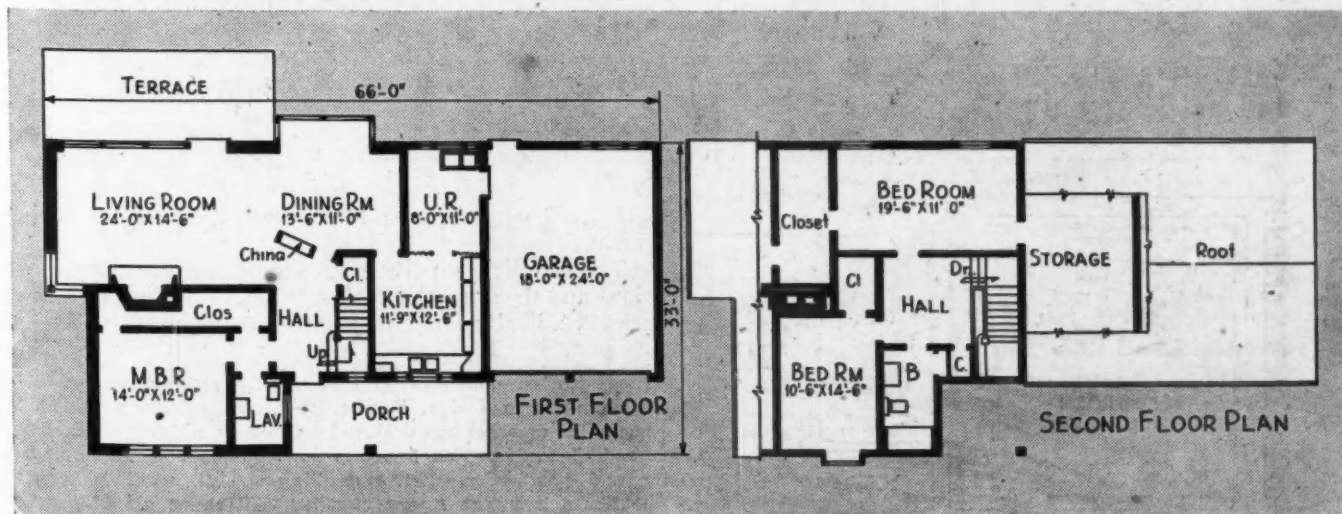 TERRACE
66'-0"
LIVING ROOM
24'-0"X14'-6"
DINING RM
13'-6"X11'-0"
U.R
8'-0"X11'-0"
China
Cl.
GARAGE
18'-0"X24'-0"
KITCHEN
11'-9"X12'-6"
Clos
HALL
Up
33'-0"
M B R
14'-0"X12'-0"
LAV.
PORCH
FIRST FLOOR
PLAN
BED ROOM
19'-6"X11'0"
Closet
STORAGE
Roof
Cl
Dn
HALL
BED RM
10'-6"X14'-6"
B
C.
SECOND FLOOR PLAN